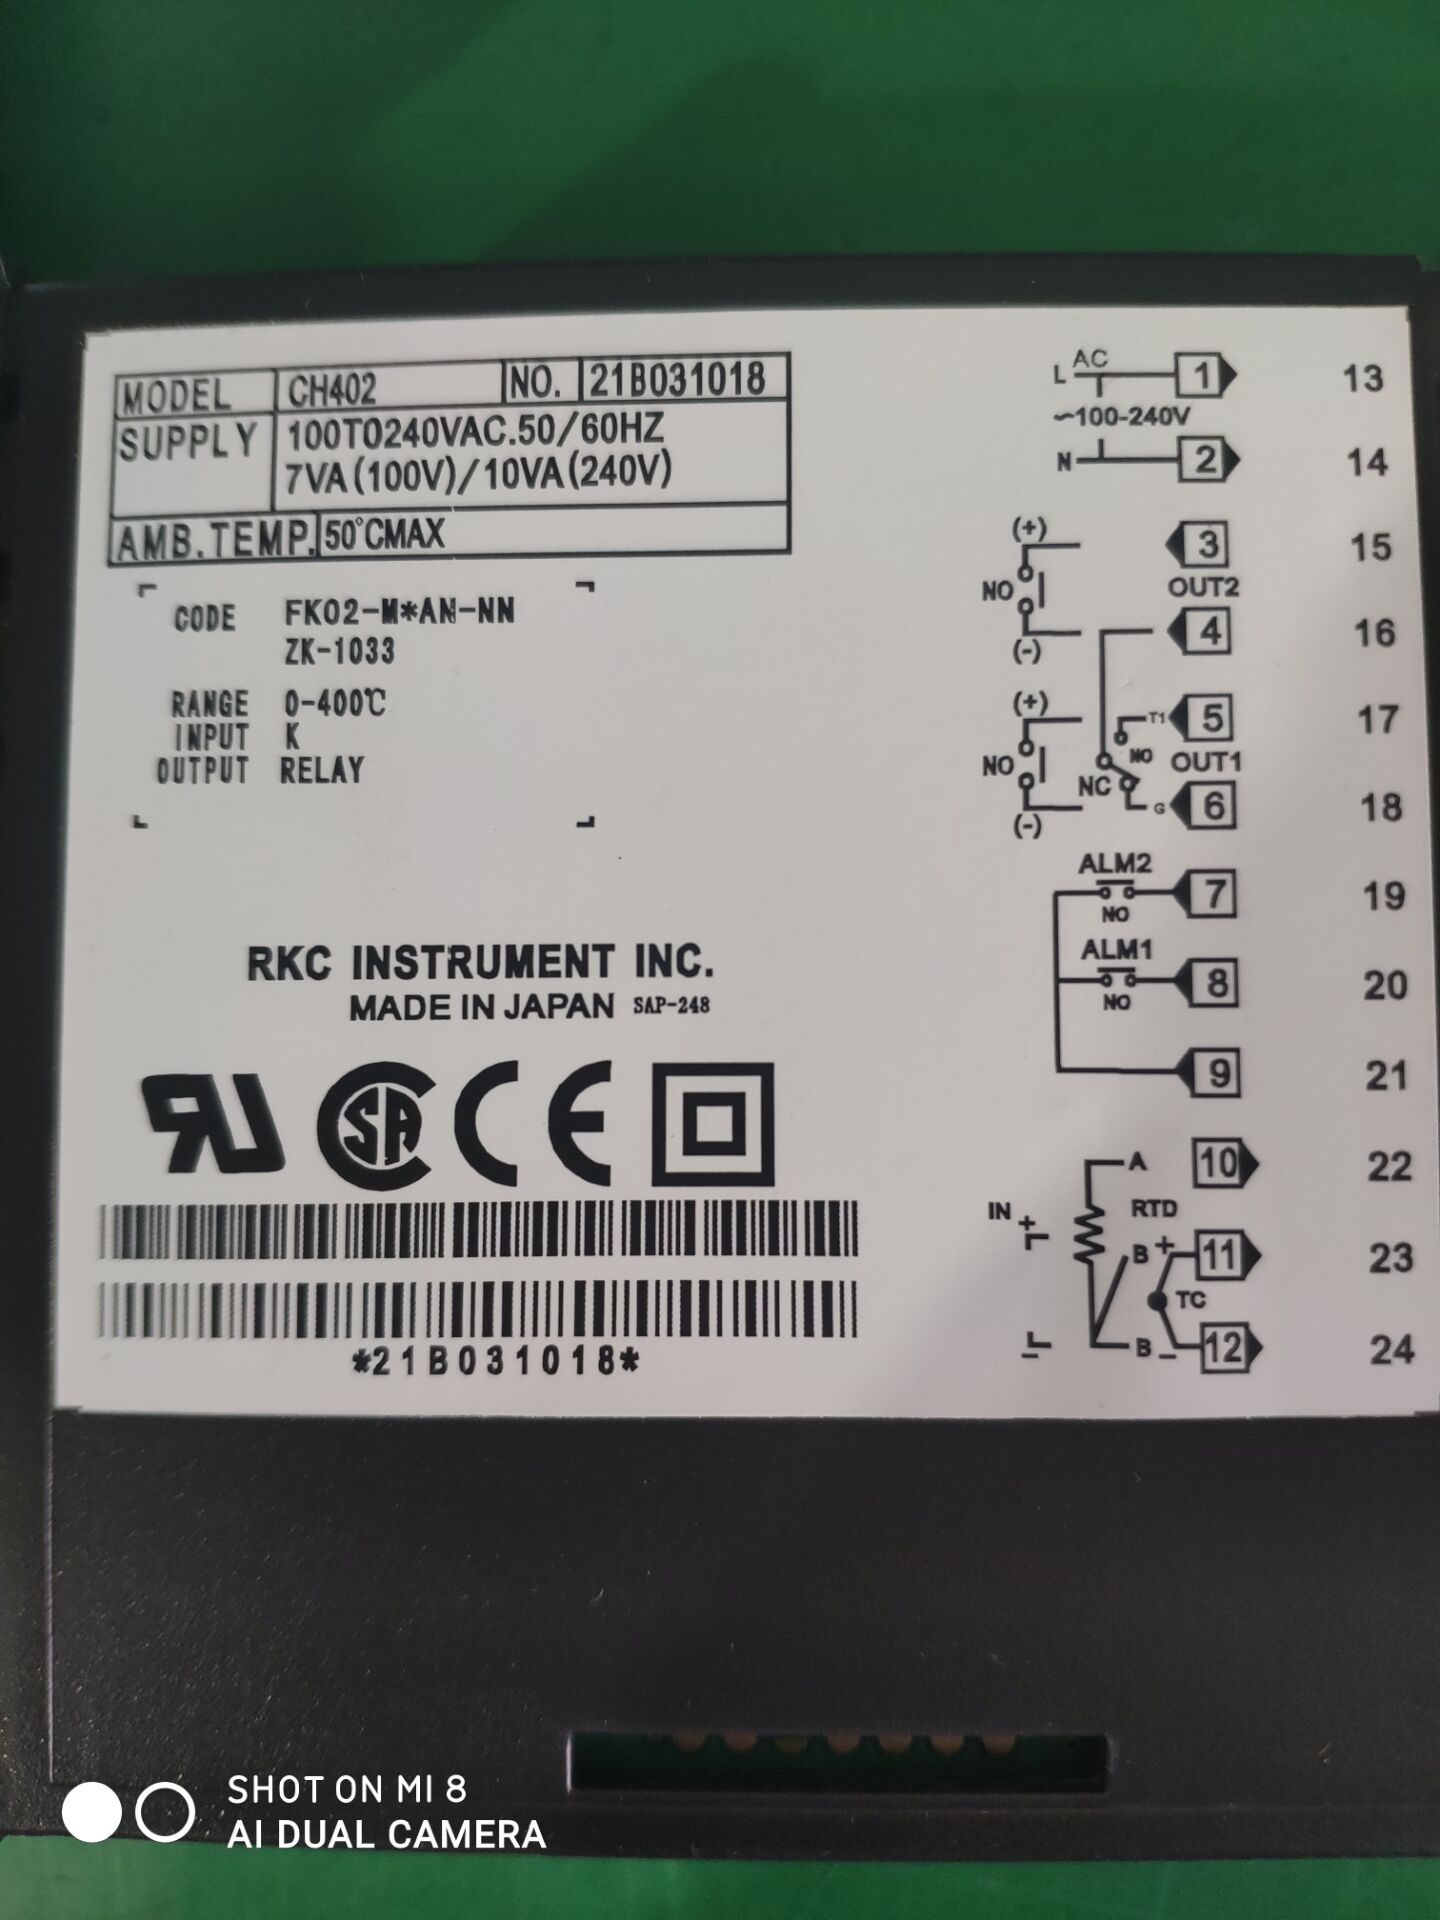 MODEL CH402 NO. 21B031018
SUPPLY 100TO240VAC.50/60HZ
7VA(100V)/10VA(240V)
AMB.TEMP. 50°CMAX
CODE FK02-M*AN-NN
ZK-1033
RANGE 0-400℃
INPUT K
OUTPUT RELAY
RKC INSTRUMENT INC.
MADE IN JAPAN SAP-248
RU CSA CE
*21B031018*
L AC 1 13
~100-240V
N 2 14
(+) 3 15
NO OUT2
(-) 4 16
(+) T1 5 17
NO NO OUT1
NC
(-) G 6 18
ALM2 7 19
NO
ALM1 8 20
NO
9 21
A 10 22
IN + RTD
B + 11 23
TC
- B - 12 24
SHOT ON MI 8
AI DUAL CAMERA